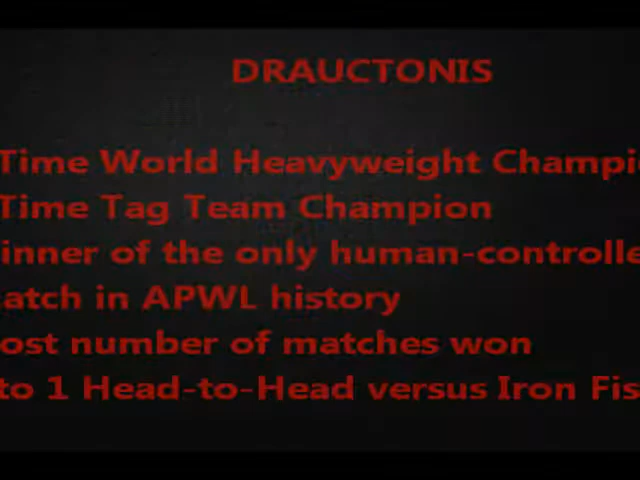 DRAUCTONIS
Time World Heavyweight Champi
Time Tag Team Champion
inner of the only human-controlle
atch in APWL history
ost number of matches won
to 1 Head-to-Head versus Iron Fis